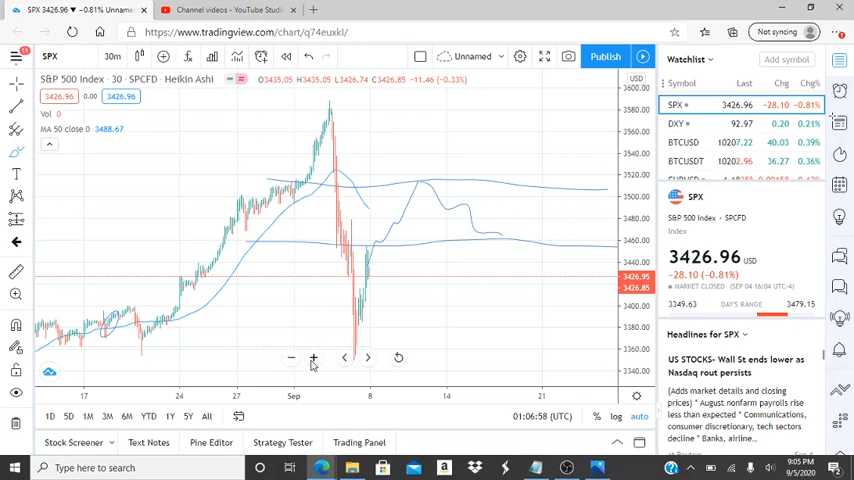 SPX 3426.96 ▼ −0.81% Unnamed
Channel videos - YouTube Studio
https://www.tradingview.com/chart/q74euxkl/
Not syncing
11
SPX
30m
Unnamed
Publish
S&P 500 Index · 30 · SPCFD · Heikin Ashi
O3435.05 H3435.05 L3426.74 C3426.85 −11.46 (−0.33%)
3426.96 0.00 3426.96
Vol 0
MA 50 close 0 3488.67
USD
3600.00
3580.00
3560.00
3540.00
3520.00
3500.00
3480.00
3460.00
3440.00
3426.95
3426.85
3400.00
3380.00
3360.00
3340.00
17 24 27 Sep 8 14 21
1D 5D 1M 3M 6M YTD 1Y 5Y All
01:06:58 (UTC) % log auto
Stock Screener Text Notes Pine Editor Strategy Tester Trading Panel
Watchlist
Add symbol
Symbol Last Chg Chg%
SPX 3426.96 −28.10 −0.81%
DXY 92.97 0.20 0.21%
BTCUSD 10207.22 40.03 0.39%
BTCUSDT 10202.96 36.27 0.36%
SPX
S&P 500 Index • SPCFD
Index
3426.96 USD
−28.10 (−0.81%)
MARKET CLOSED (SEP 04 16:04 UTC-4)
3349.63 DAY'S RANGE 3479.15
Headlines for SPX
US STOCKS- Wall St ends lower as
Nasdaq rout persists
(Adds market details and closing
prices) * August nonfarm payrolls rise
less than expected * Communications,
consumer discretionary, tech sectors
decline * Banks, airline...
Type here to search
9:05 PM
9/5/2020
2